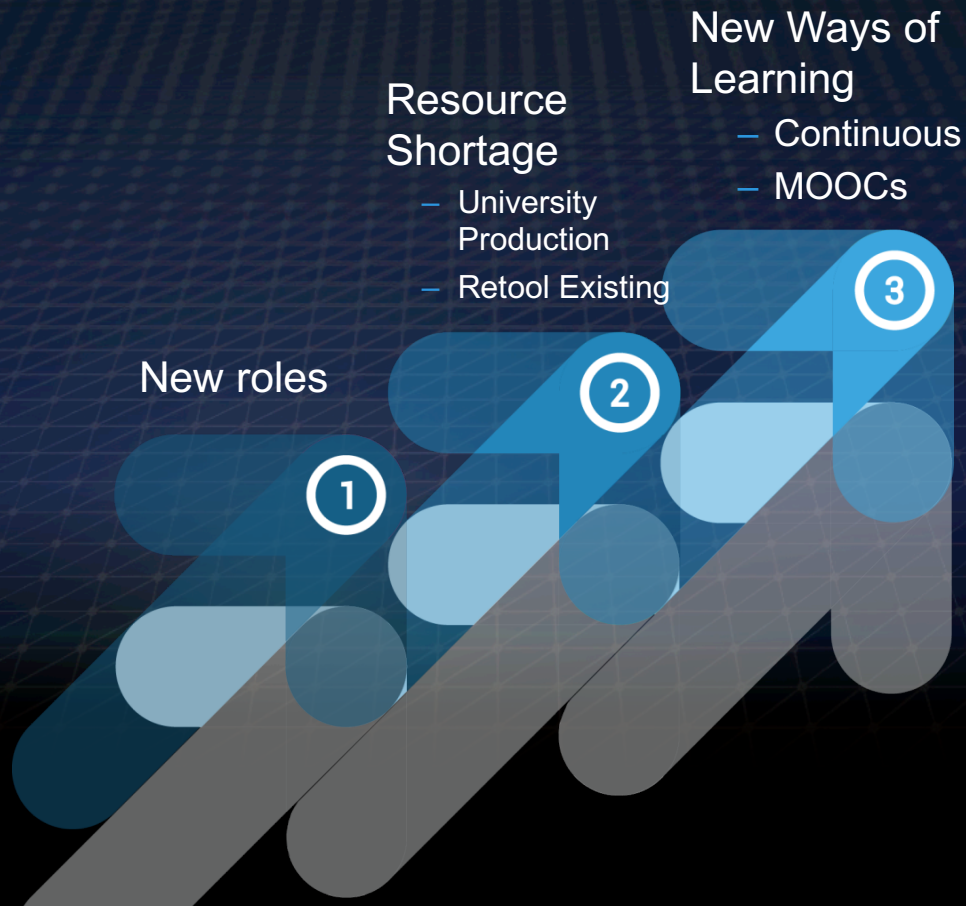 New roles
1
Resource
Shortage
– University
Production
– Retool Existing
2
New Ways of
Learning
– Continuous
– MOOCs
3